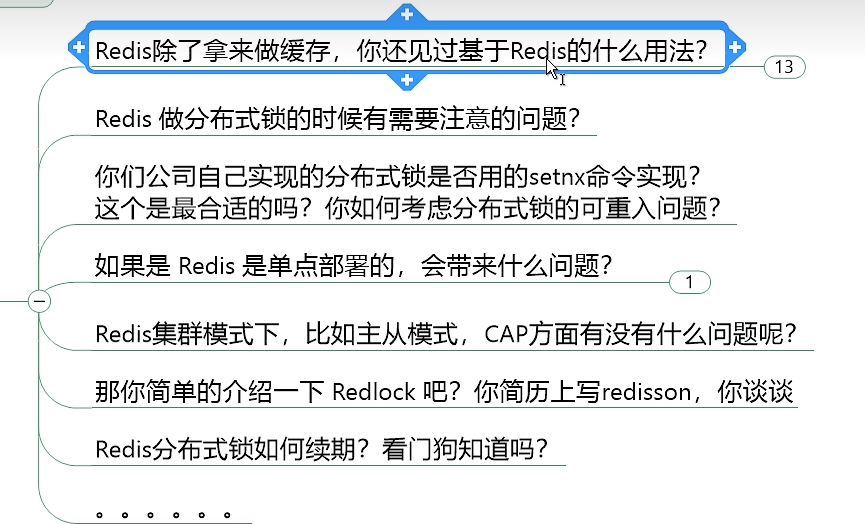 Redis除了拿来做缓存，你还见过基于Redis的什么用法？
13
Redis 做分布式锁的时候有需要注意的问题？
你们公司自己实现的分布式锁是否用的setnx命令实现？
这个是最合适的吗？你如何考虑分布式锁的可重入问题？
如果是 Redis 是单点部署的，会带来什么问题？
1
Redis集群模式下，比如主从模式，CAP方面有没有什么问题呢？
那你简单的介绍一下 Redlock 吧？你简历上写redisson，你谈谈
Redis分布式锁如何续期？看门狗知道吗？
。。。。。。